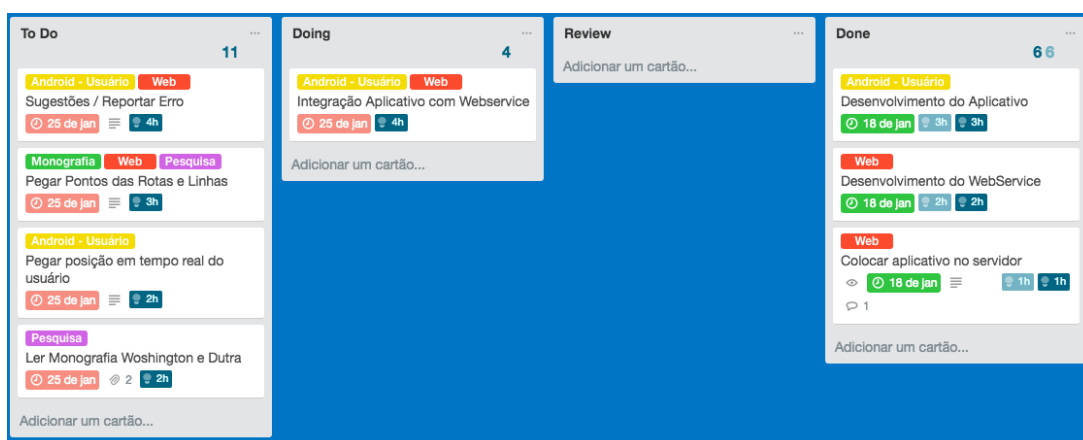 To Do ...
11
Android - Usuário Web
Sugestões / Reportar Erro
25 de jan 4h
Monografia Web Pesquisa
Pegar Pontos das Rotas e Linhas
25 de jan 3h
Android - Usuário
Pegar posição em tempo real do
usuário
25 de jan 2h
Pesquisa
Ler Monografia Woshington e Dutra
25 de jan 2 2h
Adicionar um cartão...
Doing ...
4
Android - Usuário Web
Integração Aplicativo com Webservice
25 de jan 4h
Adicionar um cartão...
Review ...
Adicionar um cartão...
Done ...
6 6
Android - Usuário
Desenvolvimento do Aplicativo
18 de jan 3h 3h
Web
Desenvolvimento do WebService
18 de jan 2h 2h
Web
Colocar aplicativo no servidor
18 de jan 1h 1h
1
Adicionar um cartão...